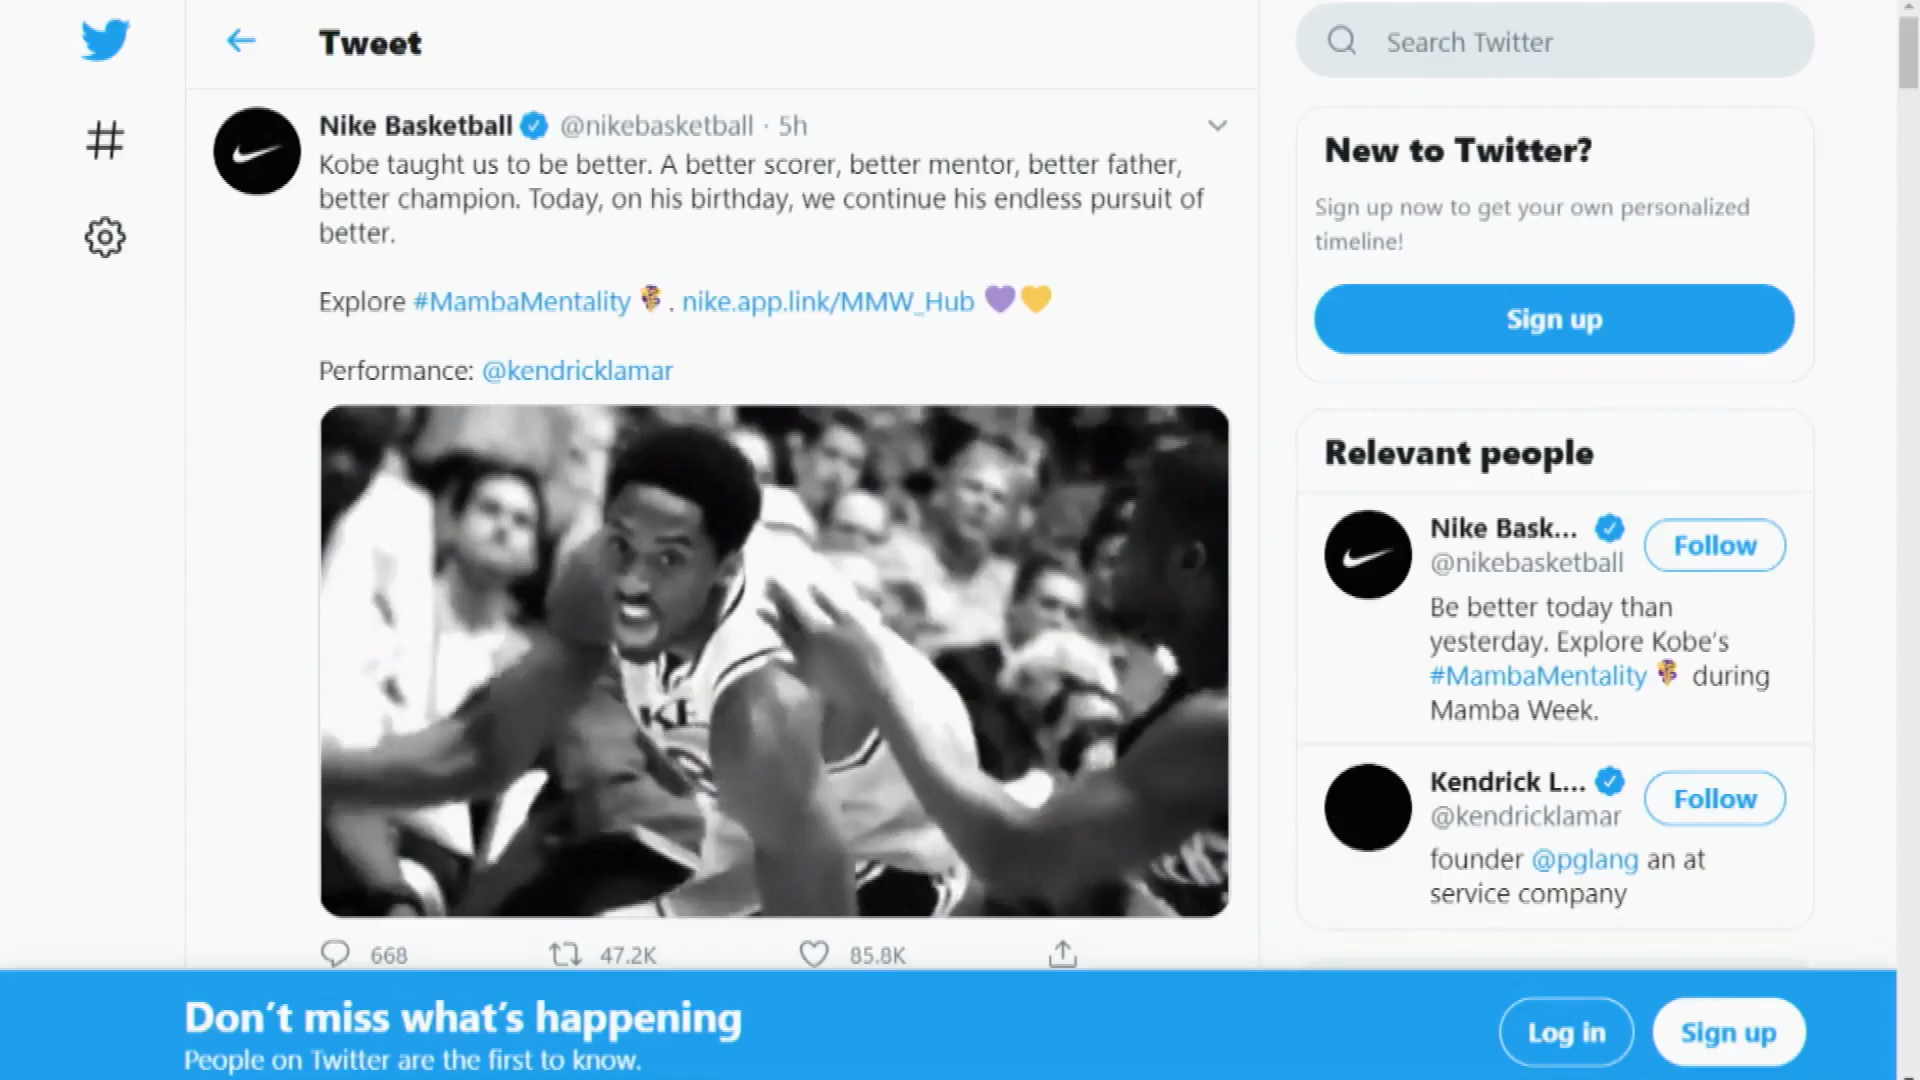 Tweet
Nike Basketball @nikebasketball · 5h
Kobe taught us to be better. A better scorer, better mentor, better father,
better champion. Today, on his birthday, we continue his endless pursuit of
better.
Explore #MambaMentality . nike.app.link/MMW_Hub 💜💛
Performance: @kendricklamar
KE
668 47.2K 85.8K
Search Twitter
New to Twitter?
Sign up now to get your own personalized
timeline!
Sign up
Relevant people
Nike Bask...
Follow
@nikebasketball
Be better today than
yesterday. Explore Kobe's
#MambaMentality during
Mamba Week.
Kendrick L...
Follow
@kendricklamar
founder @pglang an at
service company
Don't miss what's happening
People on Twitter are the first to know.
Log in
Sign up